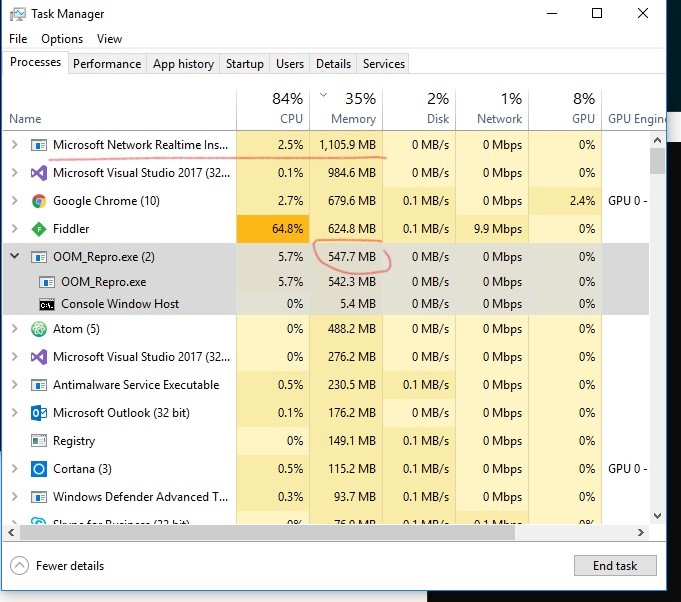 Task Manager
File Options View
Processes Performance App history Startup Users Details Services
84% 35% 2% 1% 8%
Name CPU Memory Disk Network GPU GPU Engine
Microsoft Network Realtime Ins... 2.5% 1,105.9 MB 0 MB/s 0 Mbps 0%
Microsoft Visual Studio 2017 (32... 0.1% 984.6 MB 0 MB/s 0 Mbps 0%
Google Chrome (10) 2.7% 679.6 MB 0.1 MB/s 0 Mbps 2.4% GPU 0 -
Fiddler 64.8% 624.8 MB 0.1 MB/s 9.9 Mbps 0%
OOM_Repro.exe (2) 5.7% 547.7 MB 0 MB/s 0 Mbps 0%
OOM_Repro.exe 5.7% 542.3 MB 0 MB/s 0 Mbps 0%
Console Window Host 0% 5.4 MB 0 MB/s 0 Mbps 0%
Atom (5) 0% 488.2 MB 0 MB/s 0 Mbps 0%
Microsoft Visual Studio 2017 (32... 0% 276.2 MB 0 MB/s 0 Mbps 0%
Antimalware Service Executable 0.5% 230.5 MB 0.1 MB/s 0 Mbps 0%
Microsoft Outlook (32 bit) 0.1% 176.2 MB 0 MB/s 0 Mbps 0%
Registry 0% 149.1 MB 0.1 MB/s 0 Mbps 0%
Cortana (3) 0.5% 115.2 MB 0.1 MB/s 0 Mbps 0% GPU 0 -
Windows Defender Advanced T... 0.3% 93.7 MB 0.1 MB/s 0 Mbps 0%
Skype for Business (32 bit) 0% 76.0 MB 0 MB/s 0.1 Mbps 0%
Fewer details End task